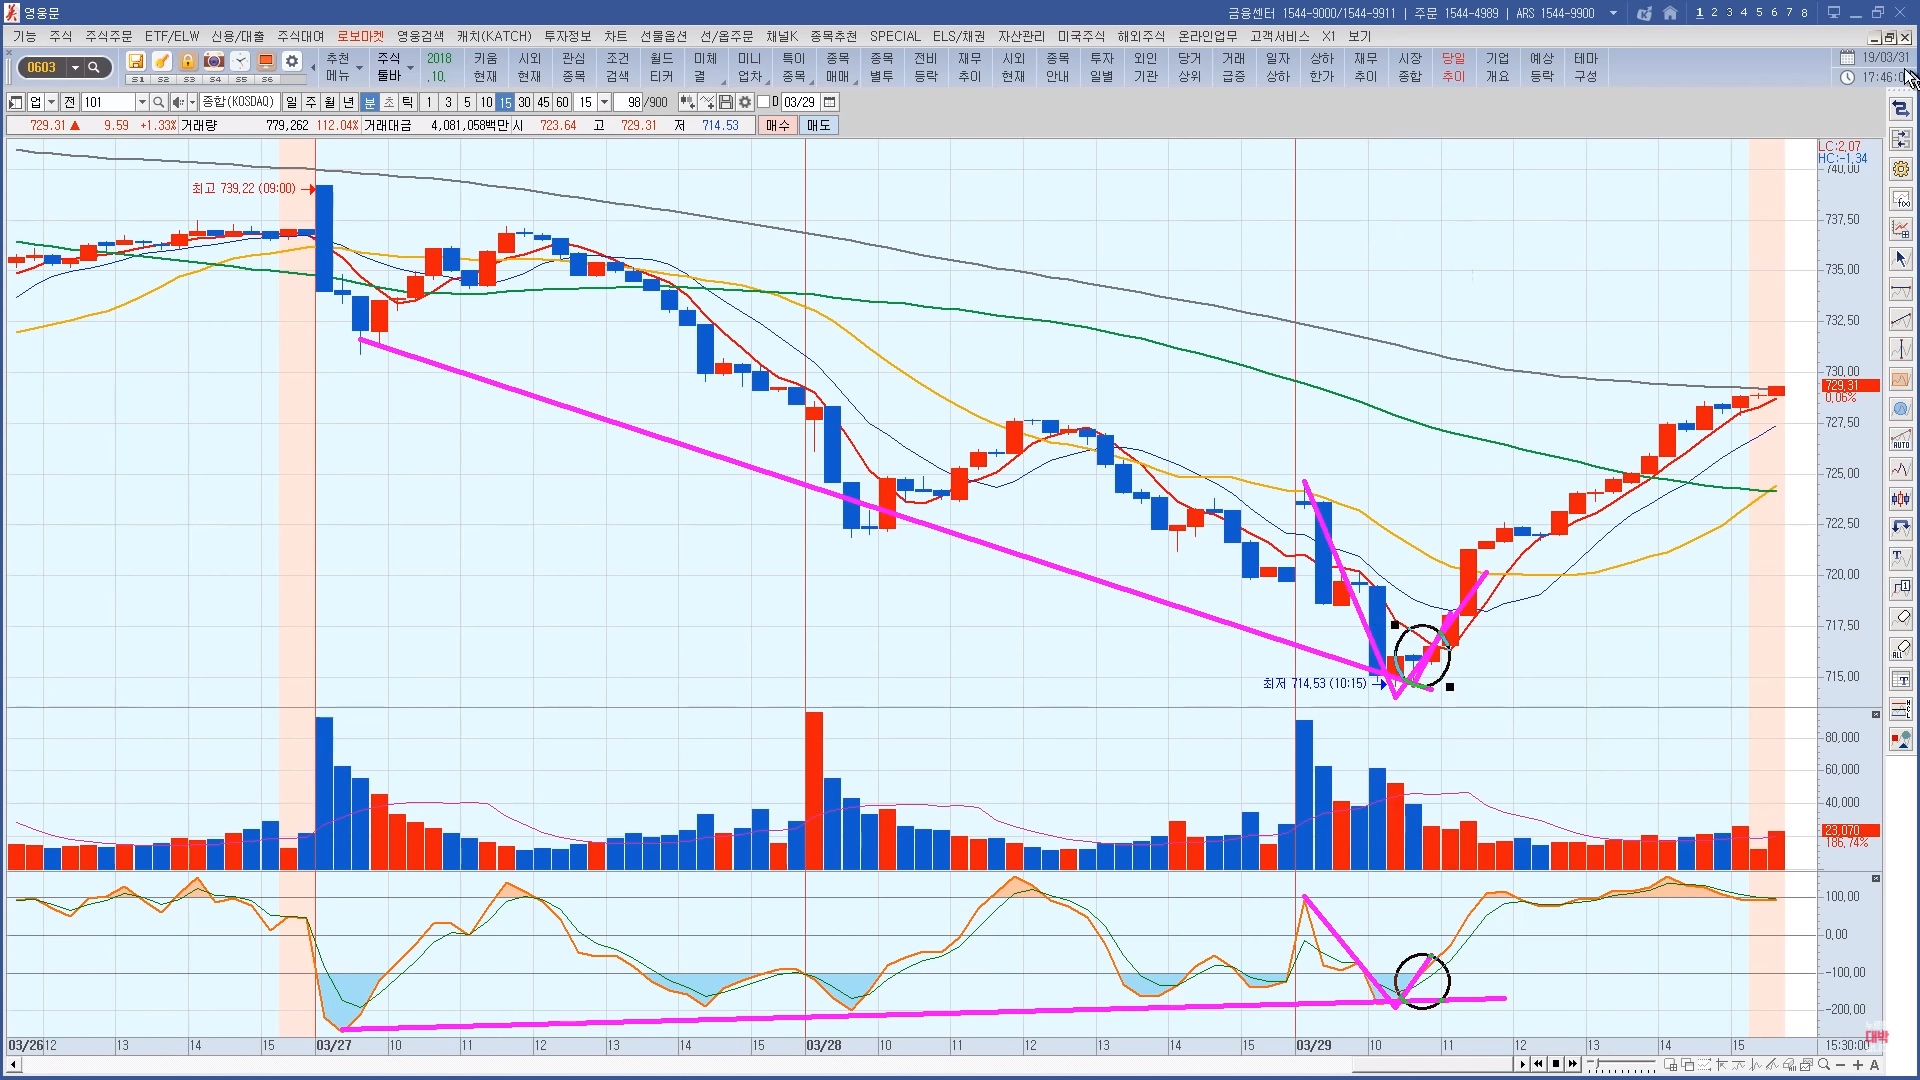 영웅문
금융센터 1544-9000/1544-9911 | 주문 1544-4989 | ARS 1544-9900
1 2 3 4 5 6 7 8
기능 주식 주식주문 ETF/ELW 신용/대출 주식대여 로보마켓 영웅검색 캐치(KATCH) 투자정보 차트 선물옵션 선/옵주문 채널K 종목추천 SPECIAL ELS/채권 자산관리 미국주식 해외주식 온라인업무 고객서비스 X1 보기
0603
S1 S2 S3 S4 S5 S6
추천 메뉴
주식 툴바
2018 .10.
키움 현재
시외 현재
관심 종목
조건 검색
월드 티커
미체 결
미니 업차
특이 종목
종목 매매
종목 별투
전비 등락
재무 추이
시외 현재
종목 안내
투자 일별
외인 기관
당거 상위
거래 급증
일자 상하
상하 한가
재무 추이
시장 종합
당일 추이
기업 개요
예상 등락
테마 구성
19/03/31
17:46:0
업 전 101 종합(KOSDAQ) 일 주 월 년 분 초 틱 1 3 5 10 15 30 45 60 15 98 /900 D 03/29
729.31 ▲ 9.59 +1.33% 거래량 779,262 112.04% 거래대금 4,081,058백만 시 723.64 고 729.31 저 714.53 매수 매도
LC:2,07
HC:-1,34
740,00
최고 739,22 (09:00) →
737,50
735,00
732,50
730,00
729,31
0,06%
727,50
725,00
722,50
720,00
717,50
최저 714,53 (10:15) →
715,00
80,000
60,000
40,000
23,070
186,74%
100,00
0,00
-100,00
-200,00
대박
03/26 12 13 14 15 03/27 10 11 12 13 14 15 03/28 10 11 12 13 14 15 03/29 10 11 12 13 14 15 15:30:00
f(x)
AUTO
T
1
ALL
T
A